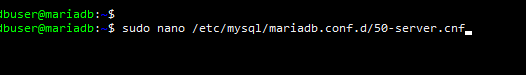 dbuser@mariadb:~$
dbuser@mariadb:~$ sudo nano /etc/mysql/mariadb.conf.d/50-server.cnf